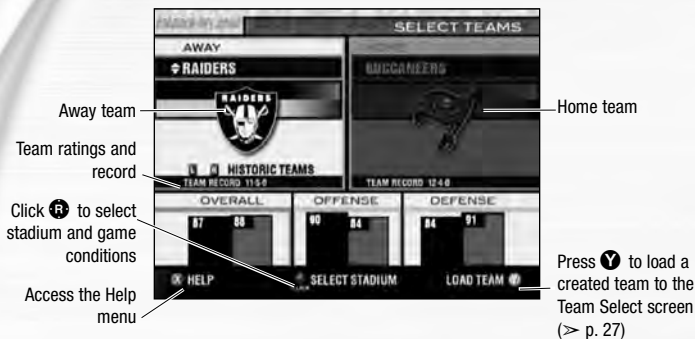 SELECT TEAMS
AWAY
RAIDERS
BUCCANEERS
RAIDERS
L R HISTORIC TEAMS
TEAM RECORD 11-5-0
TEAM RECORD 12-4-0
OVERALL
OFFENSE
DEFENSE
87 88
90 84
84 91
X HELP
CLICK SELECT STADIUM
LOAD TEAM Y
Away team
Team ratings and
record
Click R to select
stadium and game
conditions
Access the Help
menu
Home team
Press Y to load a
created team to the
Team Select screen
(➢ p. 27)